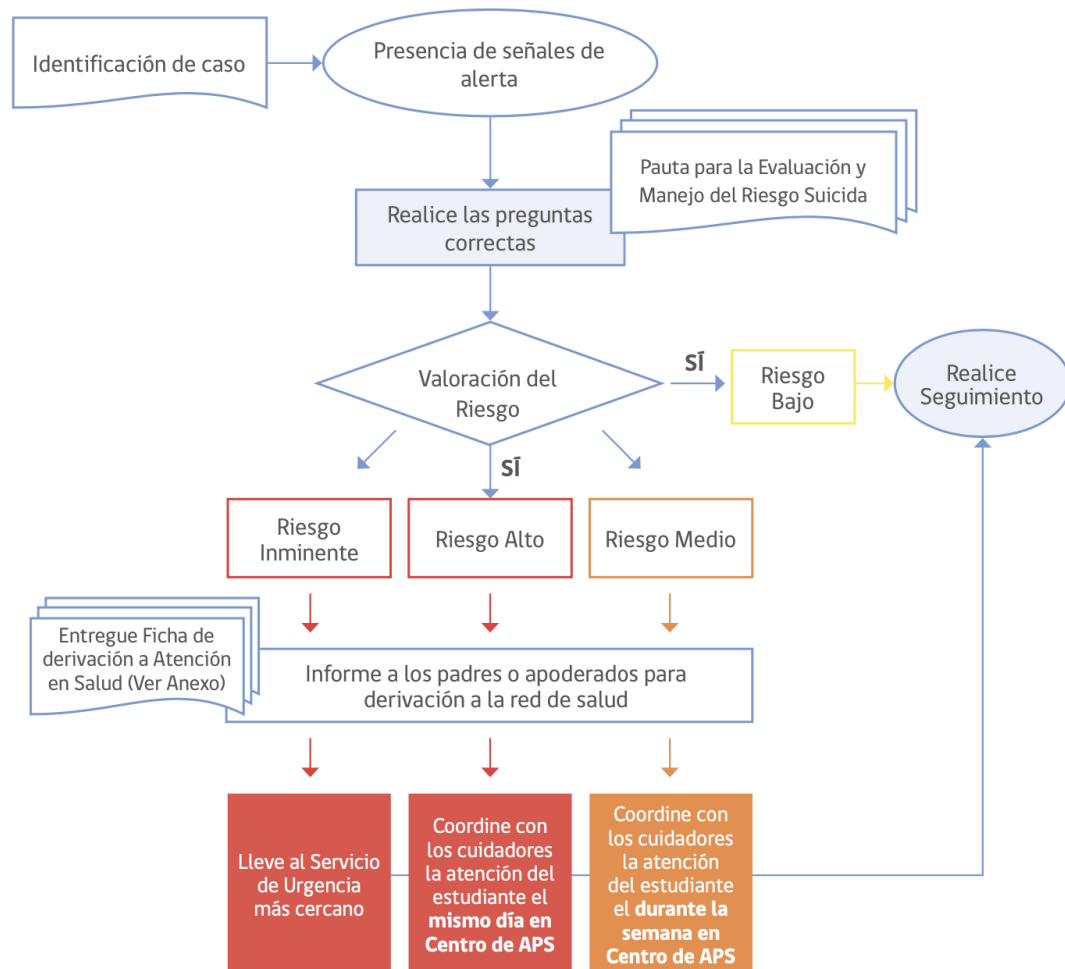 Identificación de caso
Presencia de señales de
alerta
Pauta para la Evaluación y
Manejo del Riesgo Suicida
Realice las preguntas
correctas
Valoración del
Riesgo
SÍ
Riesgo
Bajo
Realice
Seguimiento
SÍ
Riesgo
Inminente
Riesgo Alto
Riesgo Medio
Entregue Ficha de
derivación a Atención
en Salud (Ver Anexo)
Informe a los padres o apoderados para
derivación a la red de salud
Lleve al Servicio
de Urgencia
más cercano
Coordine con
los cuidadores
la atención del
estudiante el
mismo día en
Centro de APS
Coordine con
los cuidadores
la atención
del estudiante
el durante la
semana en
Centro de APS